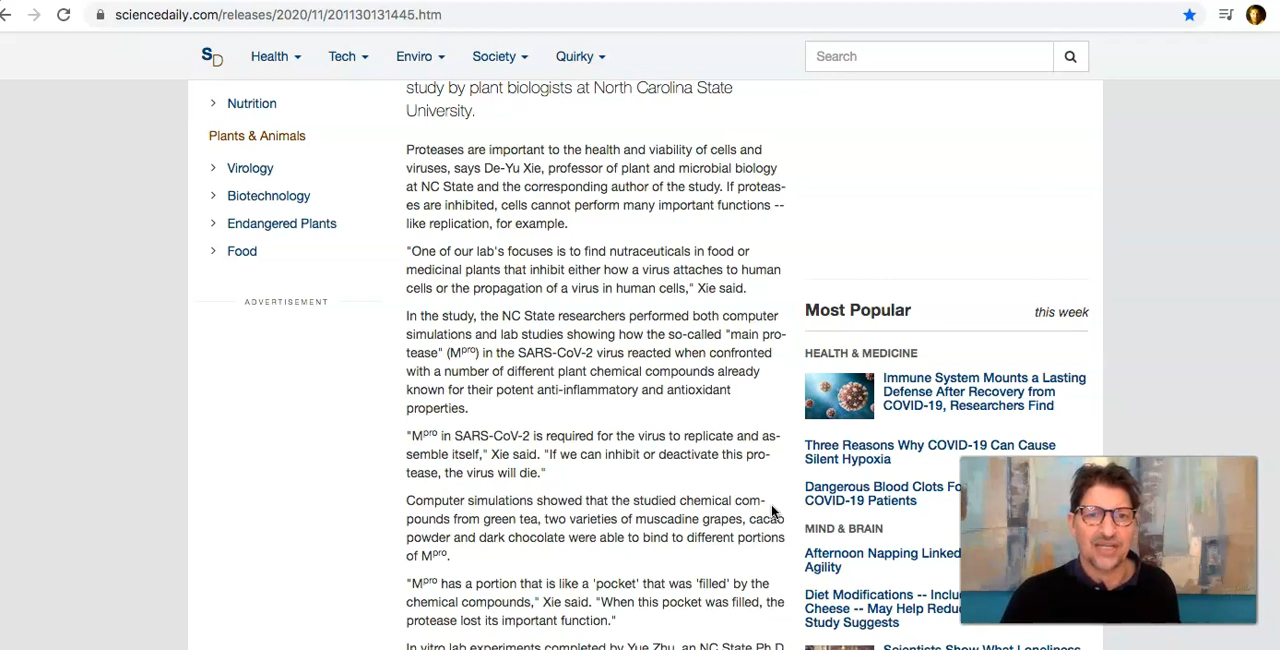 sciencedaily.com/releases/2020/11/201130131445.htm
SD
Health
Tech
Enviro
Society
Quirky
Search
Nutrition
Plants & Animals
Virology
Biotechnology
Endangered Plants
Food
ADVERTISEMENT
study by plant biologists at North Carolina State
University.
Proteases are important to the health and viability of cells and
viruses, says De-Yu Xie, professor of plant and microbial biology
at NC State and the corresponding author of the study. If proteas-
es are inhibited, cells cannot perform many important functions --
like replication, for example.
"One of our lab's focuses is to find nutraceuticals in food or
medicinal plants that inhibit either how a virus attaches to human
cells or the propagation of a virus in human cells," Xie said.
In the study, the NC State researchers performed both computer
simulations and lab studies showing how the so-called "main pro-
tease" (Mpro) in the SARS-CoV-2 virus reacted when confronted
with a number of different plant chemical compounds already
known for their potent anti-inflammatory and antioxidant
properties.
"Mpro in SARS-CoV-2 is required for the virus to replicate and as-
semble itself," Xie said. "If we can inhibit or deactivate this pro-
tease, the virus will die."
Computer simulations showed that the studied chemical com-
pounds from green tea, two varieties of muscadine grapes, cacao
powder and dark chocolate were able to bind to different portions
of Mpro.
"Mpro has a portion that is like a 'pocket' that was 'filled' by the
chemical compounds," Xie said. "When this pocket was filled, the
protease lost its important function."
In vitro lab experiments completed by Yue Zhu, an NC State Ph.D.
Most Popular
this week
HEALTH & MEDICINE
Immune System Mounts a Lasting
Defense After Recovery from
COVID-19, Researchers Find
Three Reasons Why COVID-19 Can Cause
Silent Hypoxia
Dangerous Blood Clots Fo
COVID-19 Patients
MIND & BRAIN
Afternoon Napping Linked
Agility
Diet Modifications -- Inclu
Cheese -- May Help Redu
Study Suggests
Scientists Show What Loneliness